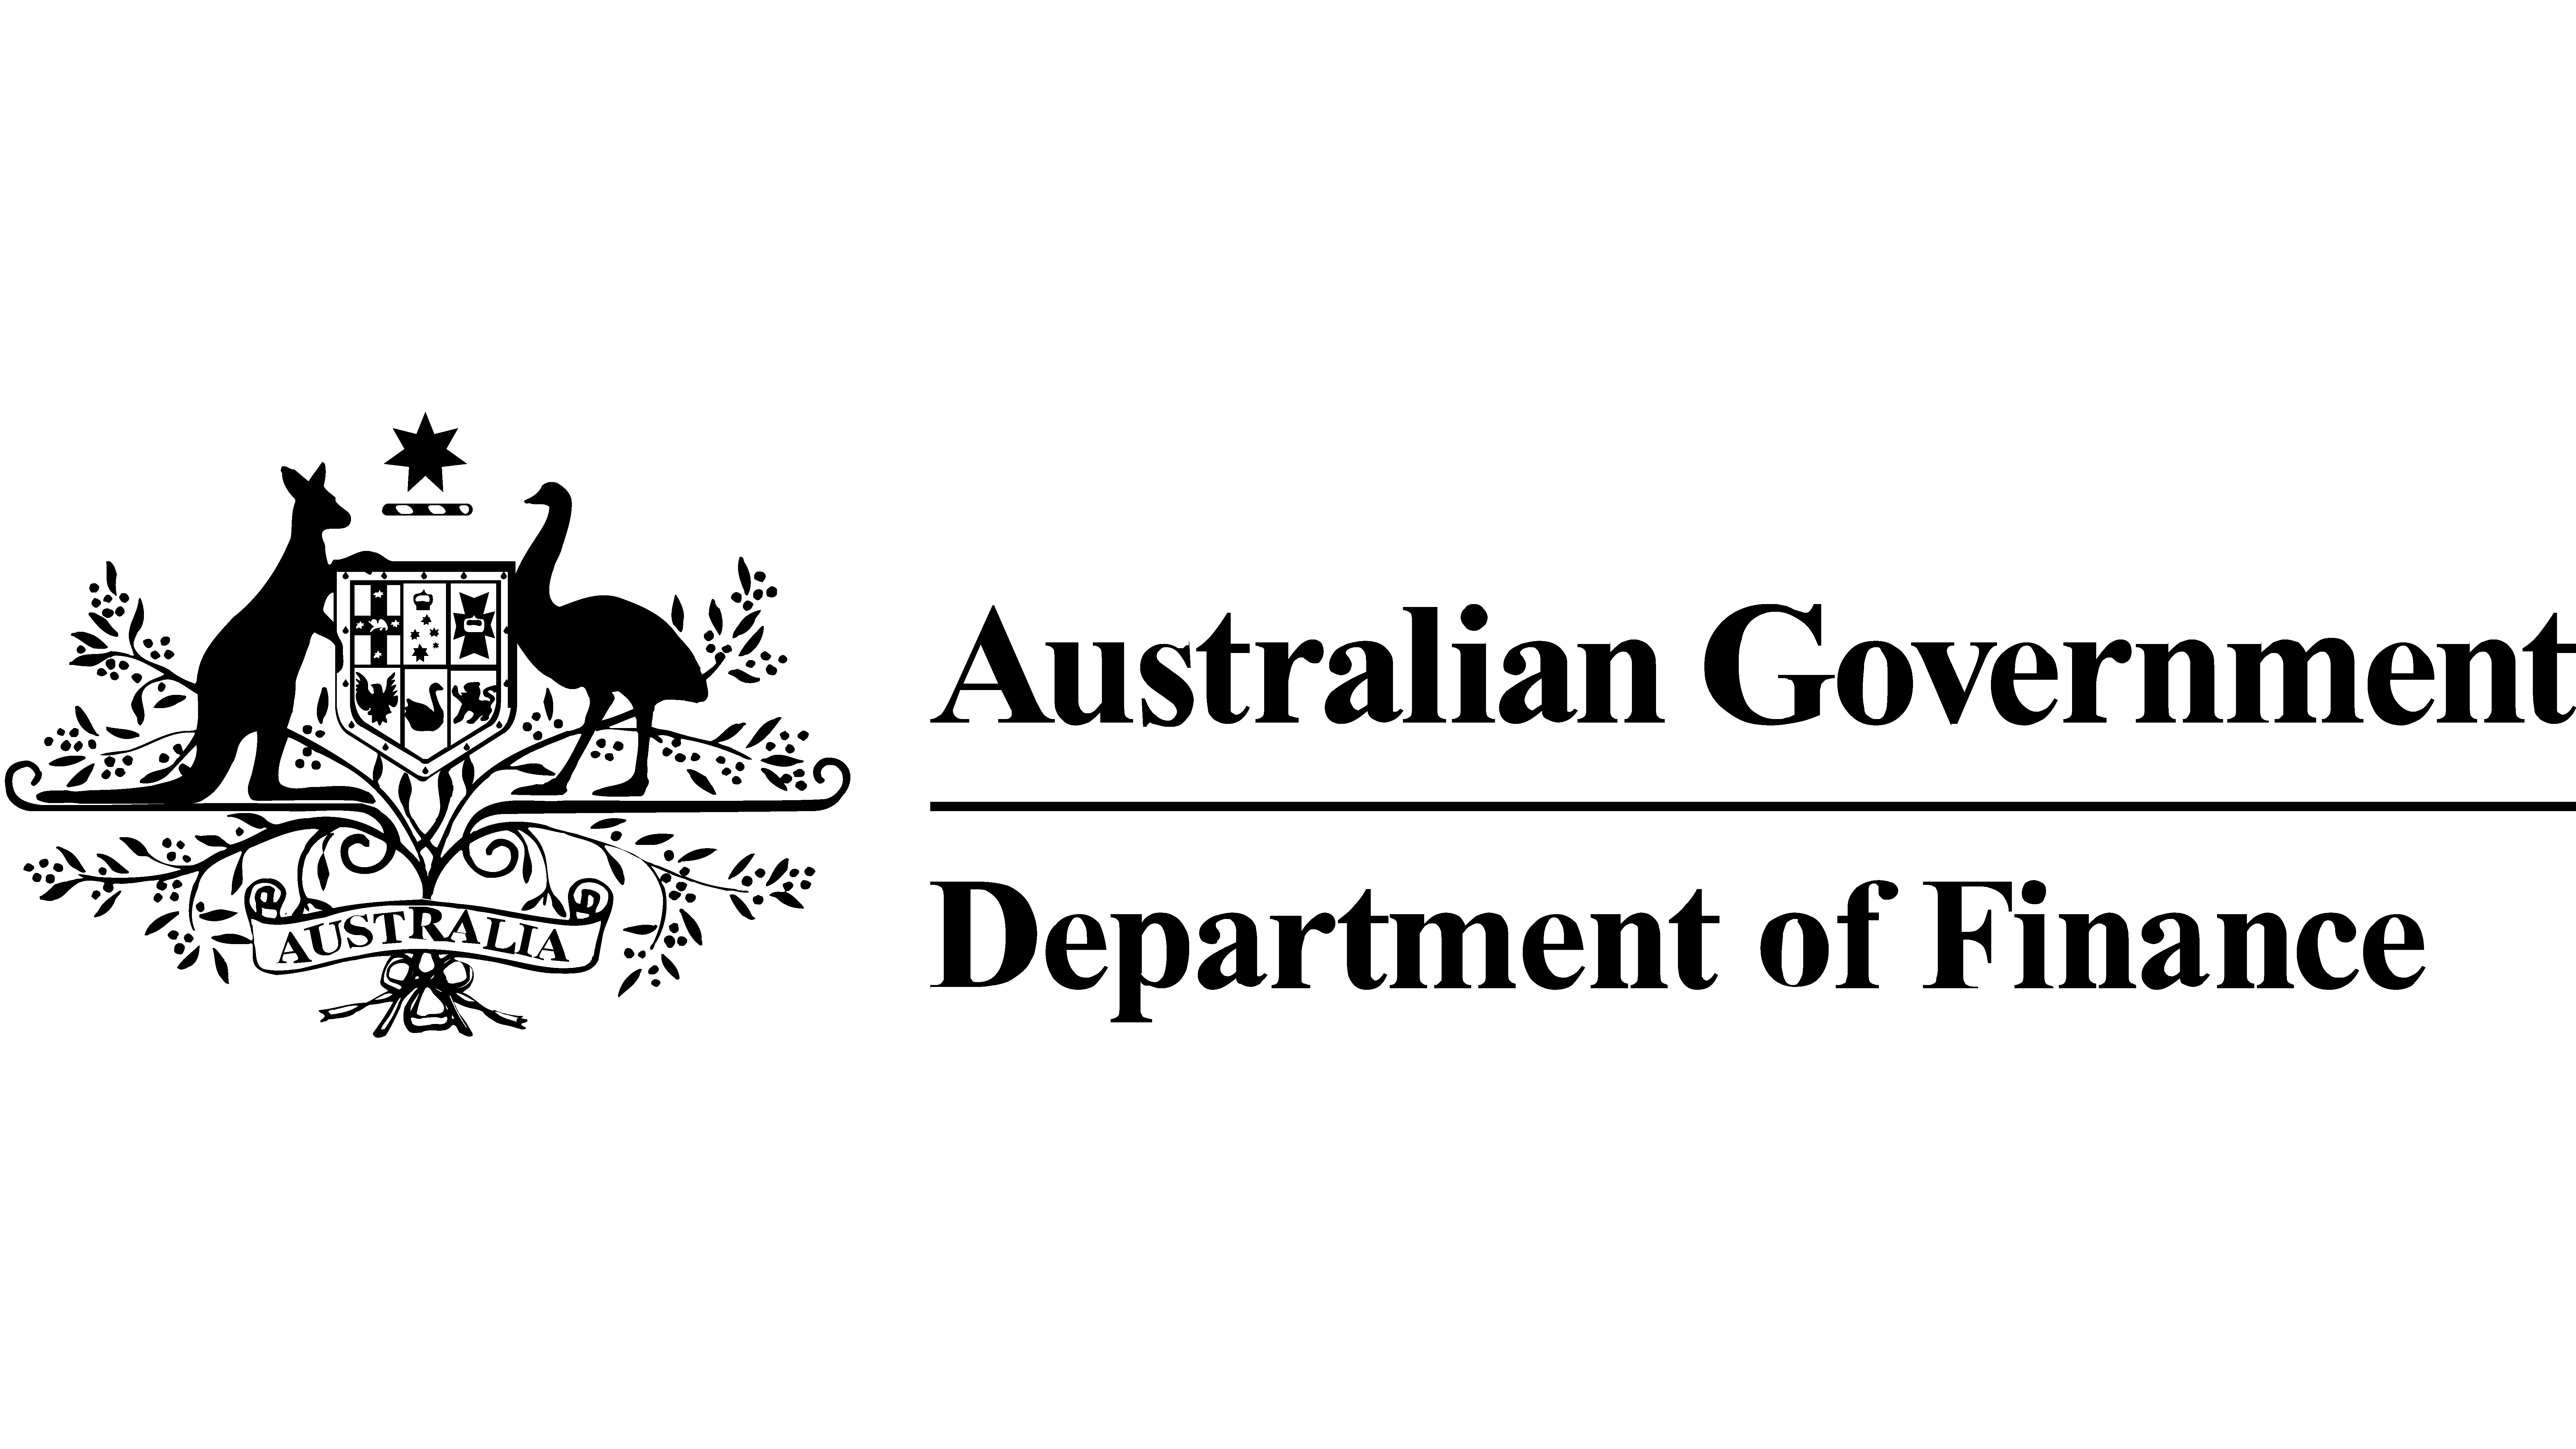 AUSTRALIA
Australian Government
Department of Finance